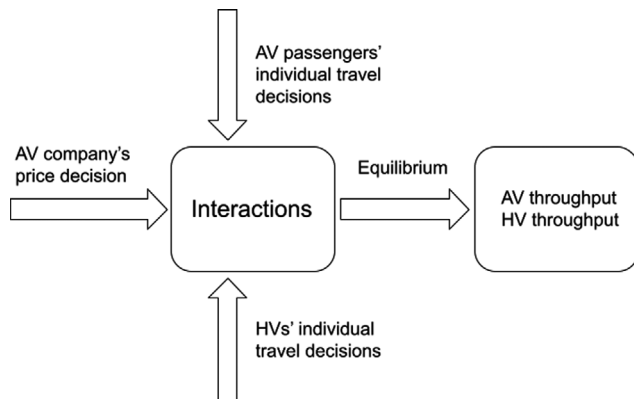 AV passengers'
individual travel
decisions
AV company's
price decision
Interactions
Equilibrium
AV throughput
HV throughput
HVs' individual
travel decisions